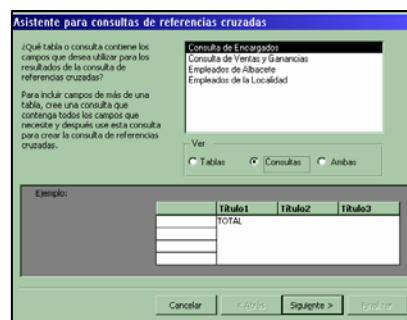 Asistente para consultas de referencias cruzadas
¿Qué tabla o consulta contiene los
campos que desea utilizar para los
resultados de la consulta de
referencias cruzadas?
Para incluir campos de más de una
tabla, cree una consulta que
contenga todos los campos que
necesite y después use esta consulta
para crear la consulta de referencias
cruzadas.
Consulta de Encargados
Consulta de Ventas y Ganancias
Empleados de Albacete
Empleados de la Localidad
Ver
Tablas Consultas Ambas
Ejemplo:
Título1 Título2 Título3
TOTAL
Cancelar < Atrás Siguiente > Finalizar